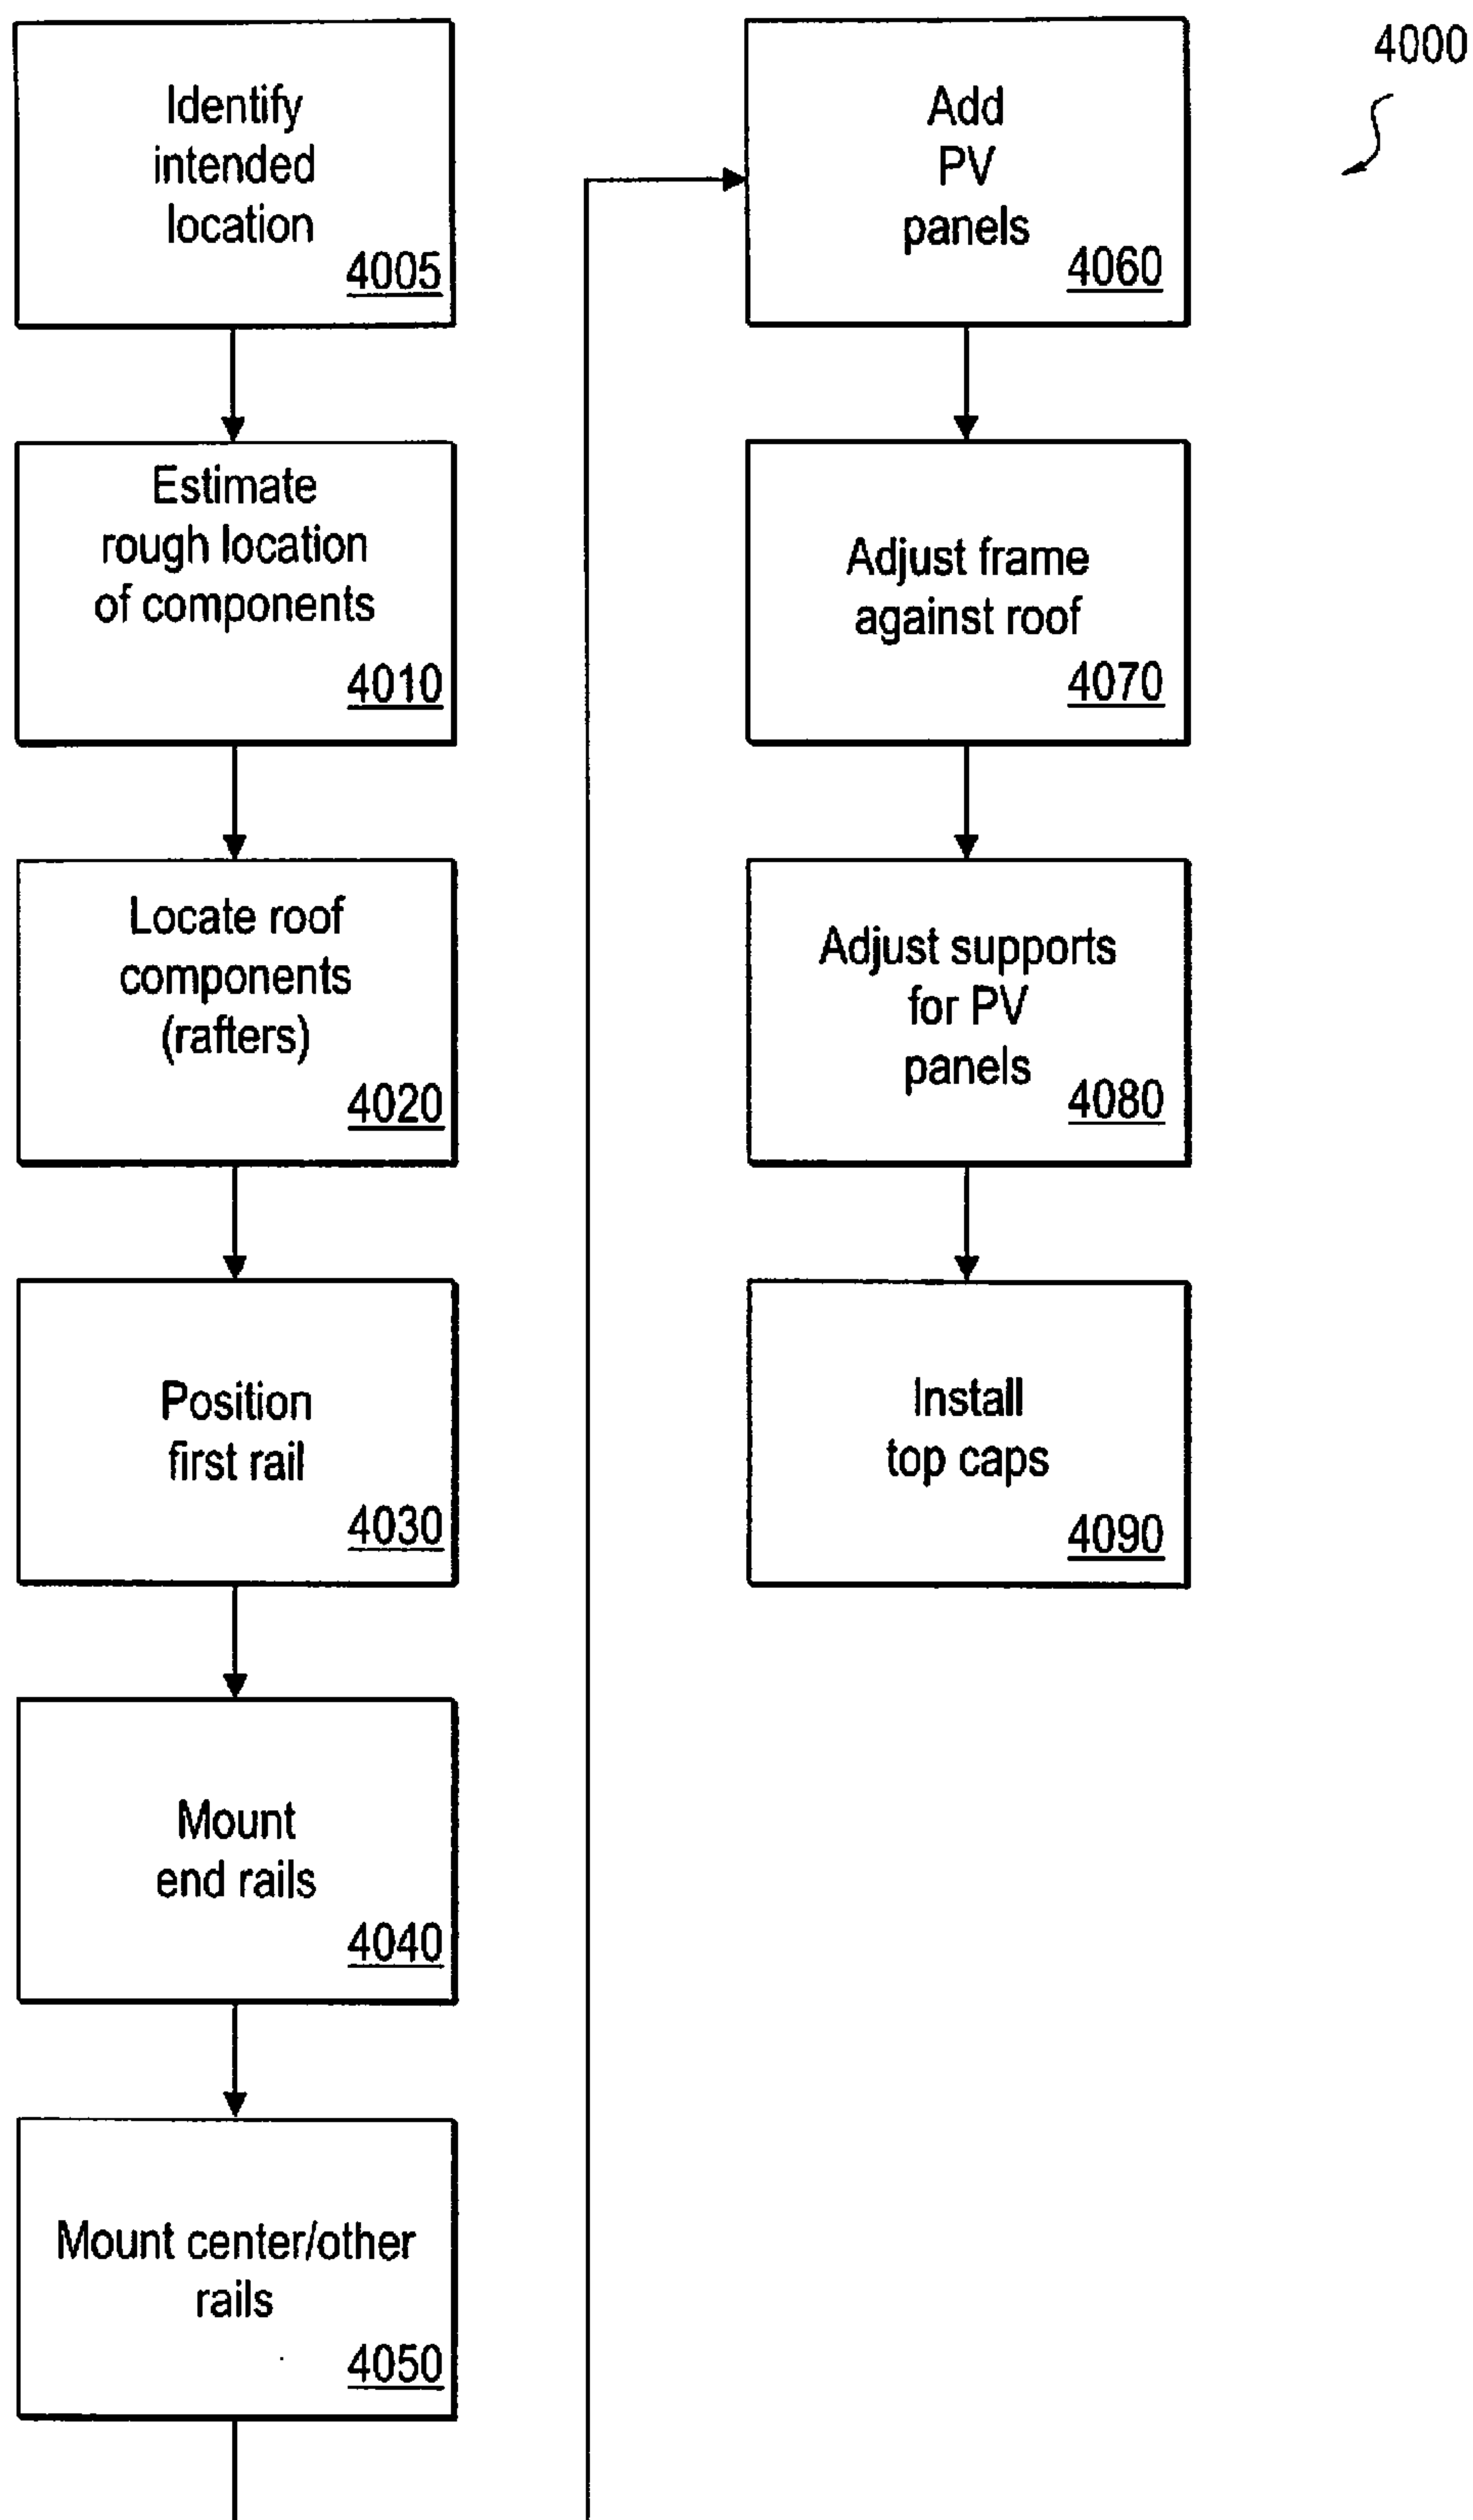 Identify
intended
location
4005
Estimate
rough location
of components
4010
Locate roof
components
(rafters)
4020
Position
first rail
4030
Mount
end rails
4040
Mount center/other
rails
4050
Add
PV
panels
4060
Adjust frame
against roof
4070
Adjust supports
for PV
panels
4080
Install
top caps
4090
4000